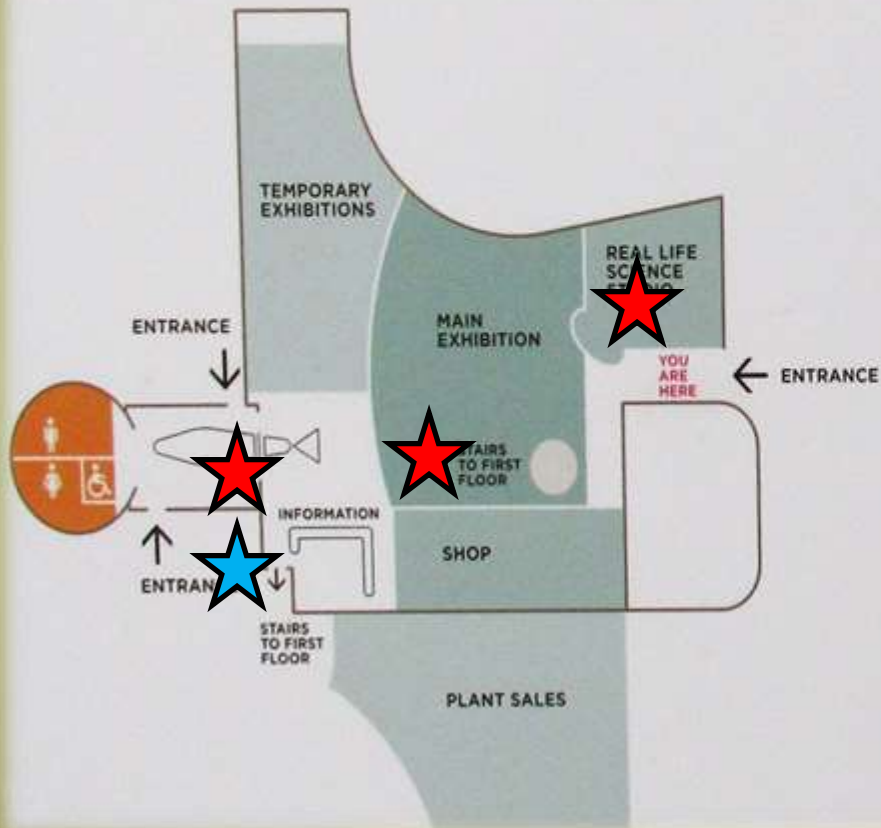 TEMPORARY
EXHIBITIONS
REAL LIFE
MAIN
EXHIBITION
ENTRANCE
YOU
ARE
HERE
ENTRANCE
STAIRS
TO FIRST
FLOOR
INFORMATION
SHOP
STAIRS
TO FIRST
FLOOR
PLANT SALES